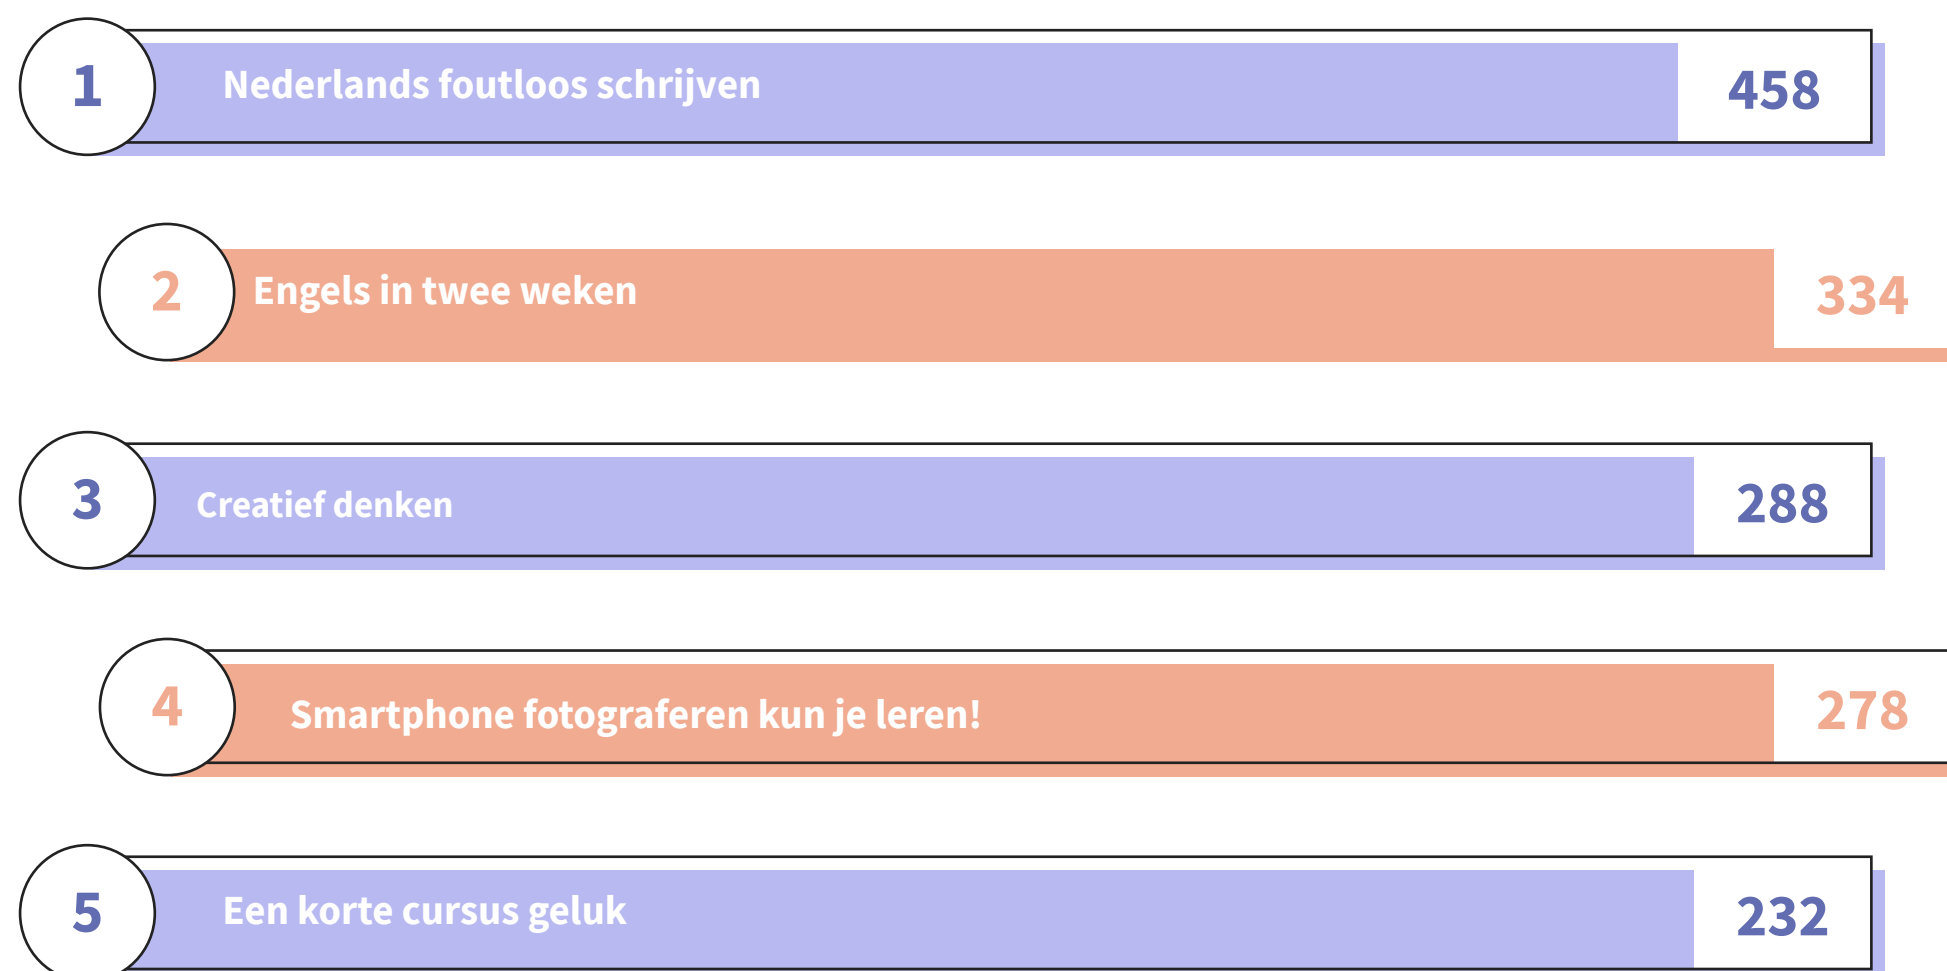 1 Nederlands foutloos schrijven 458
2 Engels in twee weken 334
3 Creatief denken 288
4 Smartphone fotograferen kun je leren! 278
5 Een korte cursus geluk 232